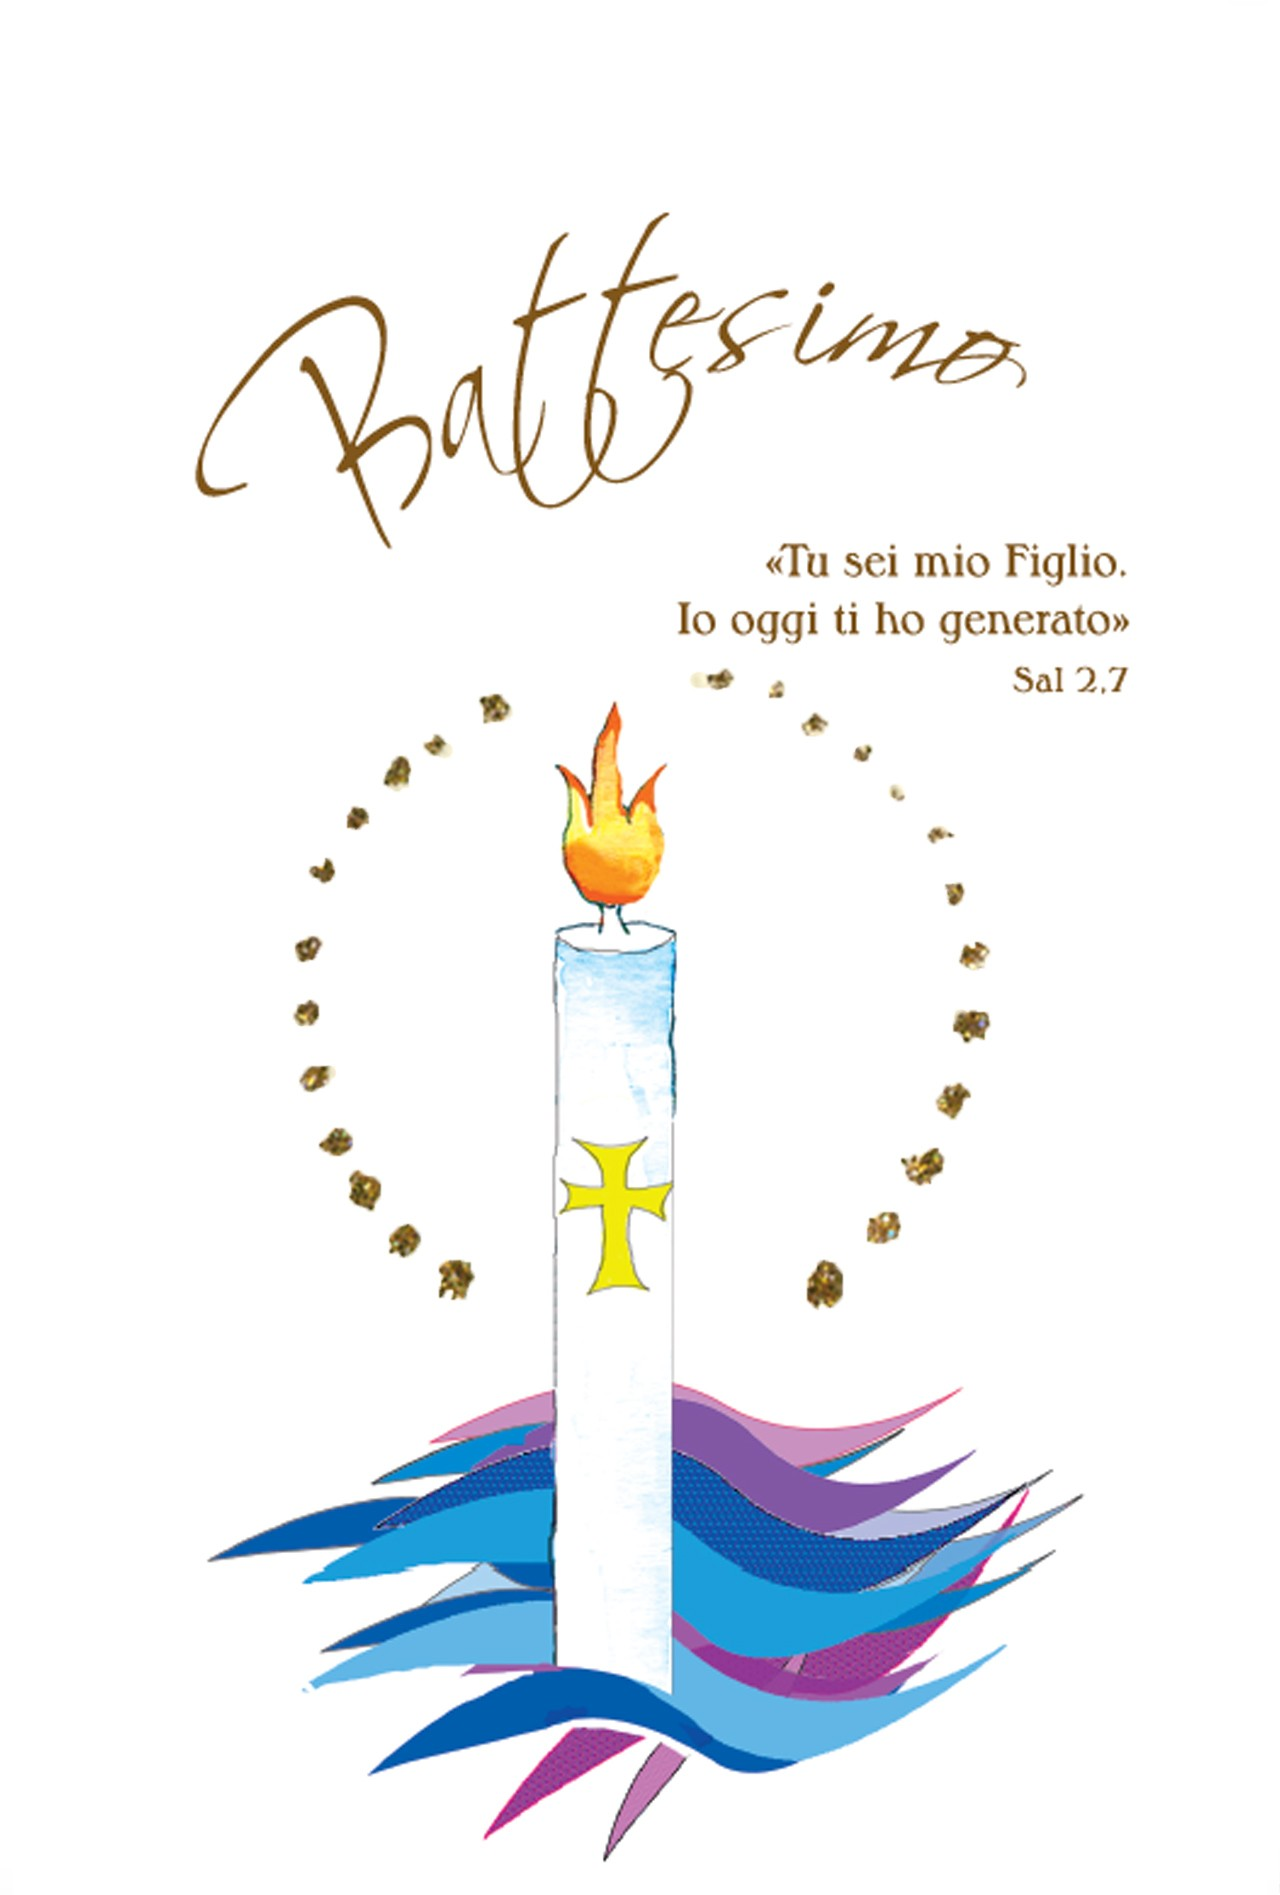 Battesimo
«Tu sei mio Figlio.
Io oggi ti ho generato»
Sal 2,7